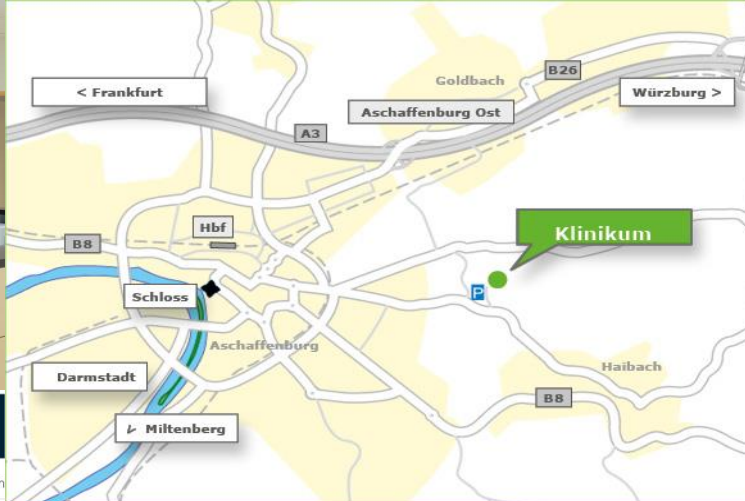 Goldbach
B26
< Frankfurt
Würzburg >
Aschaffenburg Ost
A3
Hbf
Klinikum
B8
P
Schloss
Aschaffenburg
Haibach
Darmstadt
B8
< Miltenberg